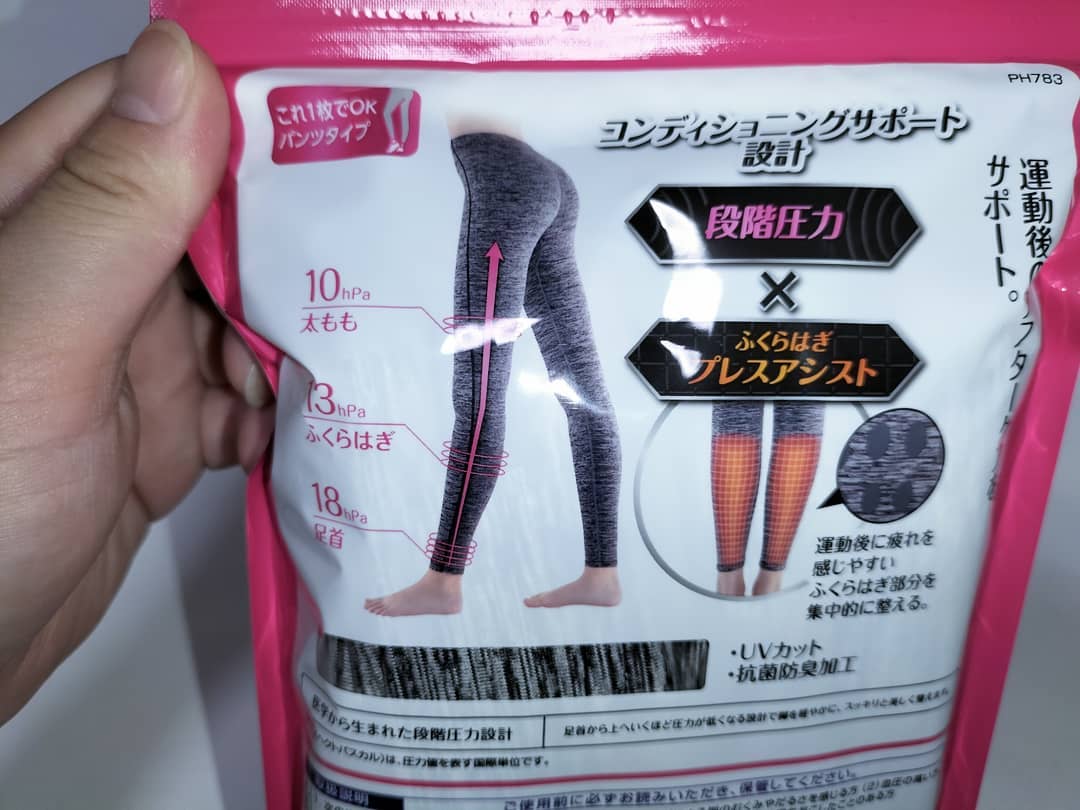 PH783
これ1枚でOK
パンツタイプ
コンディショニングサポート
設計
段階圧力
×
ふくらはぎ
プレスアシスト
運動後の
サポート。
10hPa
太もも
13hPa
ふくらはぎ
18hPa
足首
運動後に疲れを
感じやすい
ふくらはぎ部分を
集中的に整える。
・UVカット
・抗菌防臭加工
医学から生まれた段階圧力設計
足首から上へいくほど圧力が低くなる設計で脚を緩やかに、スッキリと美しく整えます。
(ヘクトパスカル)は、圧力値を表す国際単位です。
ご使用前に必ずお読みいただき、保管してください。